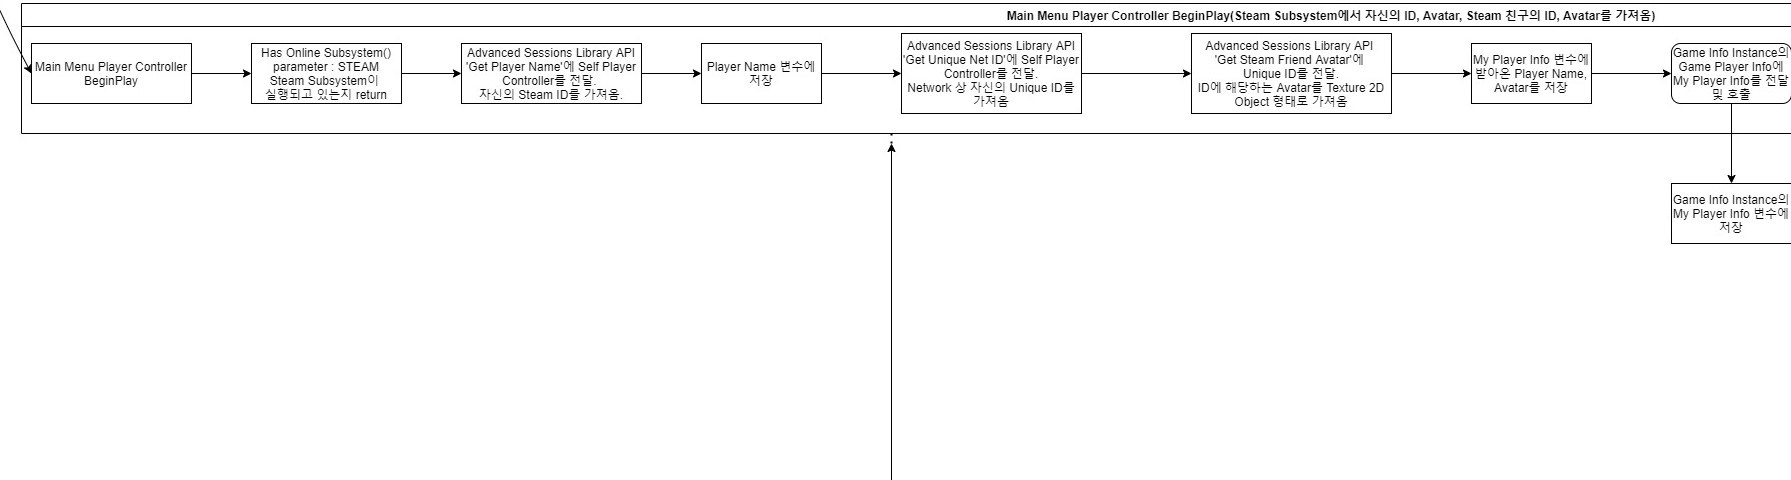 Main Menu Player Controller BeginPlay(Steam Subsystem에서 자신의 ID, Avatar, Steam 친구의 ID, Avatar를 가져옴)
Main Menu Player Controller
BeginPlay
Has Online Subsystem()
parameter : STEAM
Steam Subsystem이
실행되고 있는지 return
Advanced Sessions Library API
'Get Player Name'에 Self Player
Controller를 전달.
자신의 Steam ID를 가져옴.
Player Name 변수에
저장
Advanced Sessions Library API
'Get Unique Net ID'에 Self Player
Controller를 전달.
Network 상 자신의 Unique ID를
가져옴
Advanced Sessions Library API
'Get Steam Friend Avatar'에
Unique ID를 전달.
ID에 해당하는 Avatar를 Texture 2D
Object 형태로 가져옴
My Player Info 변수에
받아온 Player Name,
Avatar를 저장
Game Info Instance의
Game Player Info에
My Player Info를 전달
및 호출
Game Info Instance의
My Player Info 변수에
저장